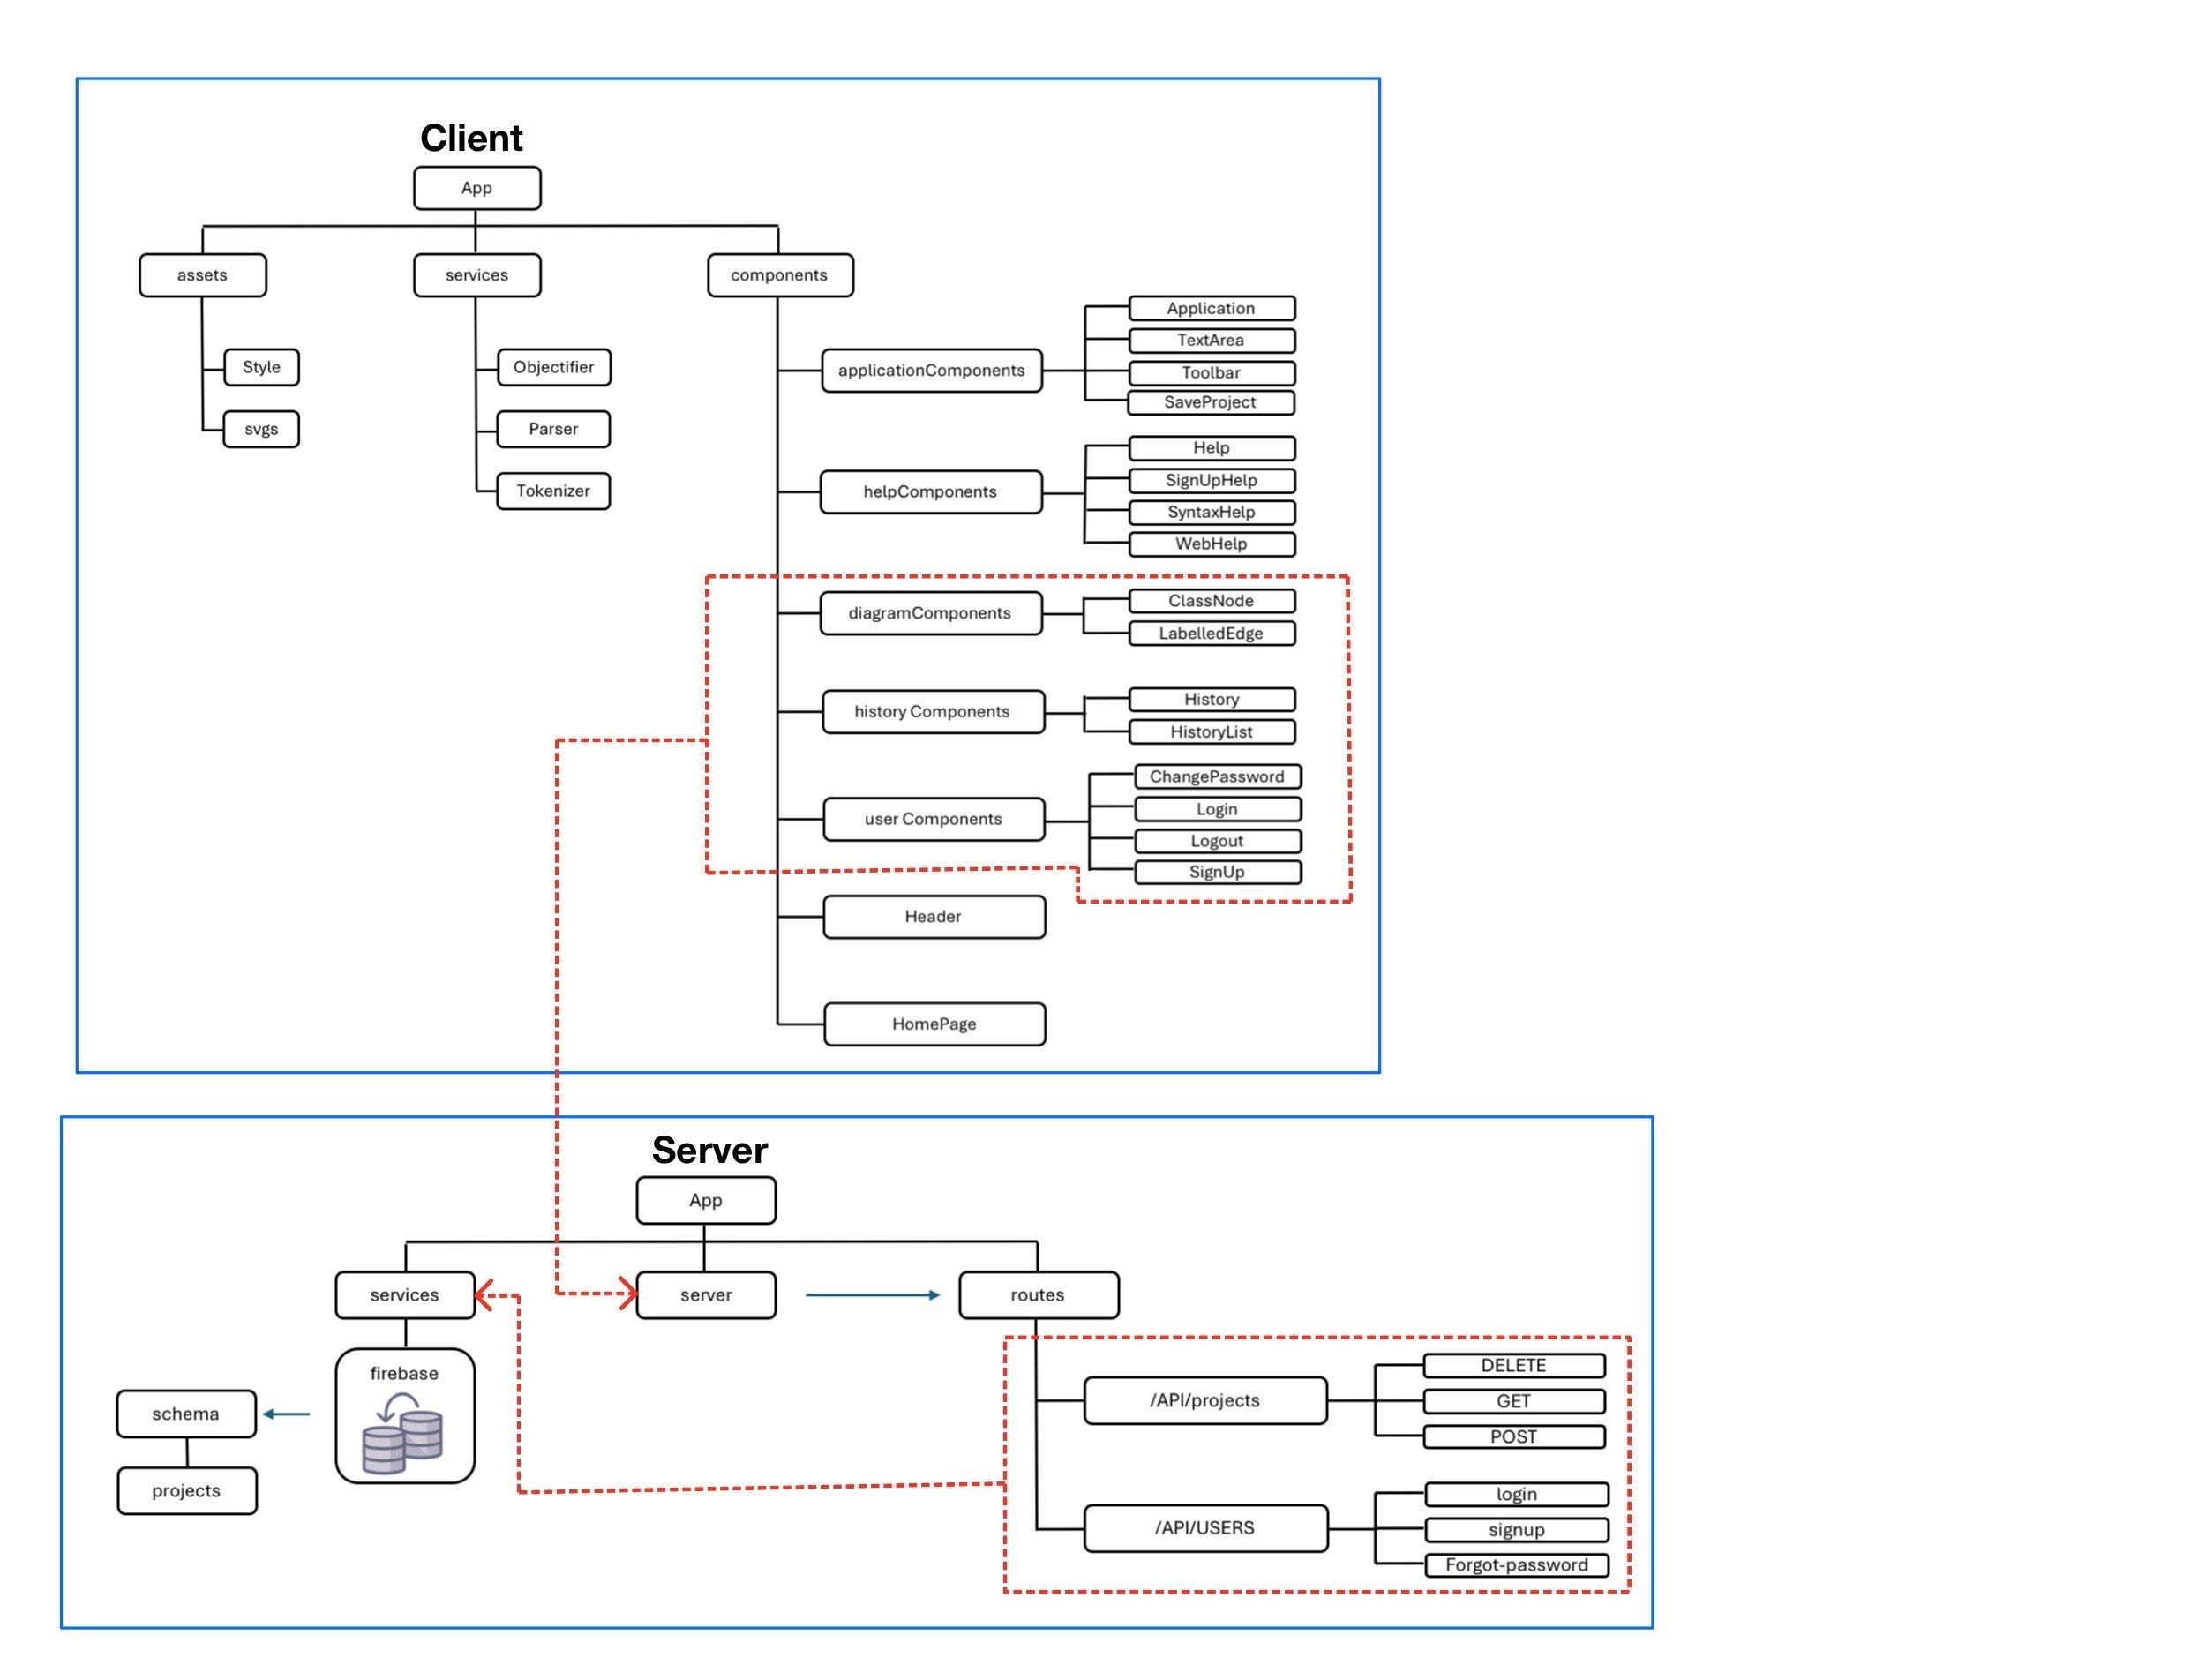 Client
App
assets
services
components
Style
svgs
Objectifier
Parser
Tokenizer
applicationComponents
Application
TextArea
Toolbar
SaveProject
helpComponents
Help
SignUpHelp
SyntaxHelp
WebHelp
diagramComponents
ClassNode
LabelledEdge
history Components
History
HistoryList
user Components
ChangePassword
Login
Logout
SignUp
Header
HomePage
Server
App
services
server
routes
firebase
schema
projects
/API/projects
DELETE
GET
POST
/API/USERS
login
signup
Forgot-password